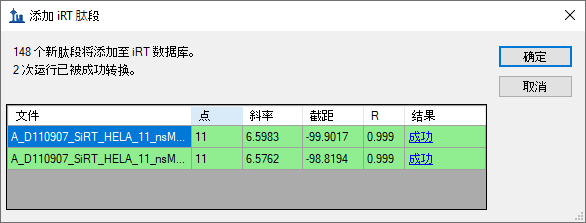 添加 iRT 肽段
148 个新肽段将添加至 iRT 数据库。
2 次运行已被成功转换。
确定
取消
文件 点 斜率 截距 R 结果
A_D110907_SiRT_HELA_11_nsM... 11 6.5983 -99.9017 0.999 成功
A_D110907_SiRT_HELA_11_nsM... 11 6.5762 -98.8194 0.999 成功